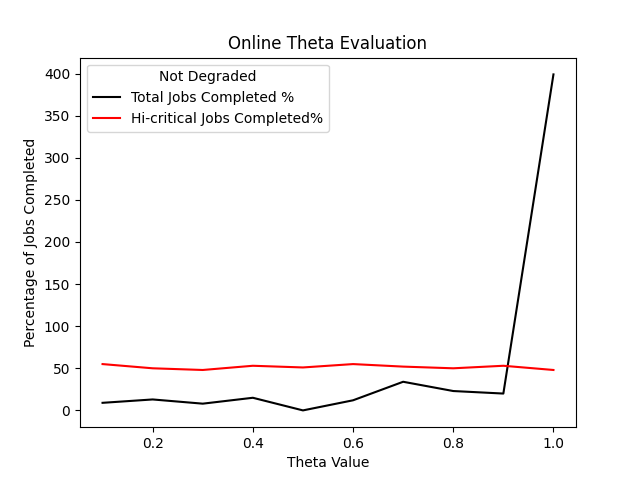 Online Theta Evaluation
Not Degraded
Total Jobs Completed %
Hi-critical Jobs Completed%
Percentage of Jobs Completed
400
350
300
250
200
150
100
50
0
0.2 0.4 0.6 0.8 1.0
Theta Value